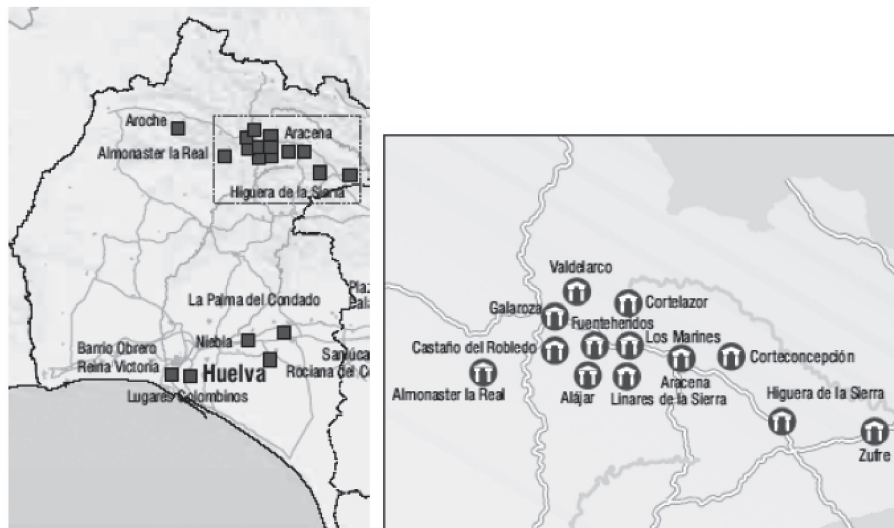 Aroche
Aracena
Almonaster la Real
Higuera de la Sierra
La Palma del Condado
Niebla
Barrio Obrero
Reina Victoria
Huelva
Rociana del Co
Lugares Colombinos
Valdelarco
Cortelazor
Galaroza
Fuenteheridos
Los Marines
Castaño del Robledo
Corteconcepción
Almonaster la Real
Alájar
Linares
de la Sierra
Aracena
Higuera de la Sierra
Zufre